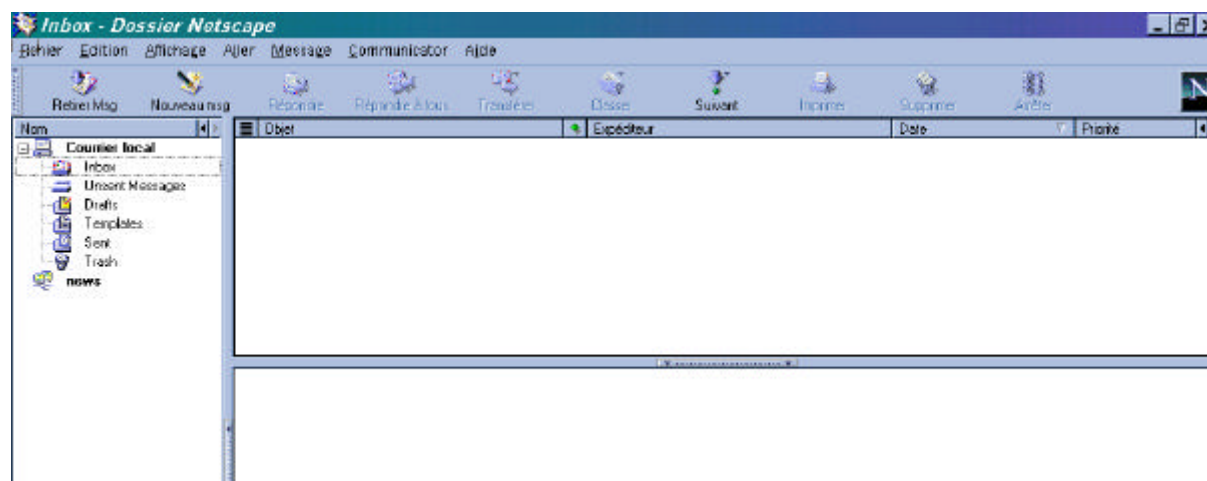 Inbox - Dossier Netscape
Fichier Edition Affichage Aller Message Communicator Aide
Retirer Msg Nouveau msg Répondre Répondre à tous Transférer Classer Suivant Imprimer Supprimer Arrêter
N
Nom Objet Expéditeur Date Priorité
Courrier local
Inbox
Unsent Messages
Drafts
Templates
Sent
Trash
news